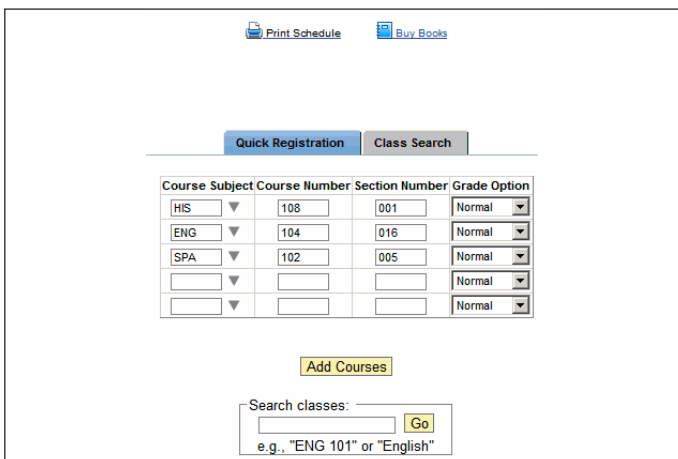 Print Schedule Buy Books
Quick Registration Class Search
Course Subject Course Number Section Number Grade Option
HIS 108 001 Normal
ENG 104 016 Normal
SPA 102 005 Normal
Normal
Normal
Add Courses
Search classes:
Go
e.g., "ENG 101" or "English"